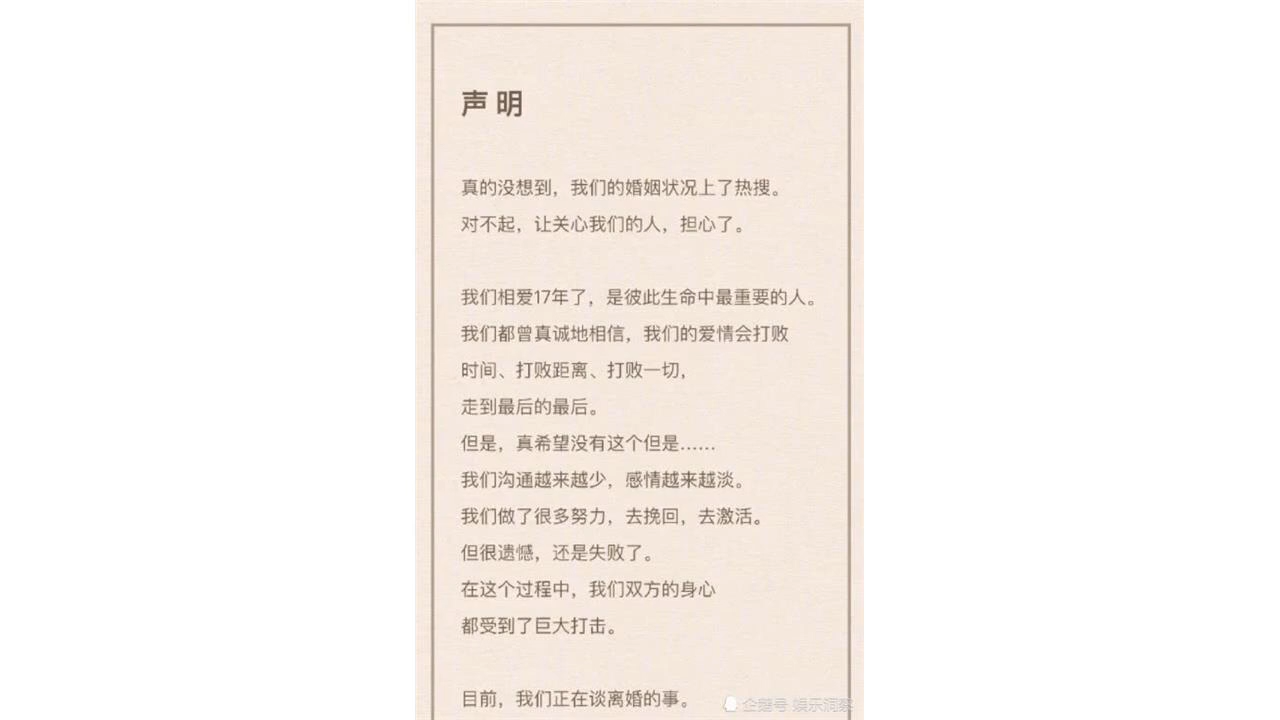 声 明
真的没想到，我们的婚姻状况上了热搜。
对不起，让关心我们的人，担心了。
我们相爱17年了，是彼此生命中最重要的人。
我们都曾真诚地相信，我们的爱情会打败
时间、打败距离、打败一切，
走到最后的最后。
但是，真希望没有这个但是……
我们沟通越来越少，感情越来越淡。
我们做了很多努力，去挽回，去激活。
但很遗憾，还是失败了。
在这个过程中，我们双方的身心
都受到了巨大打击。
目前，我们正在谈离婚的事。
企鹅号 娱乐洞察